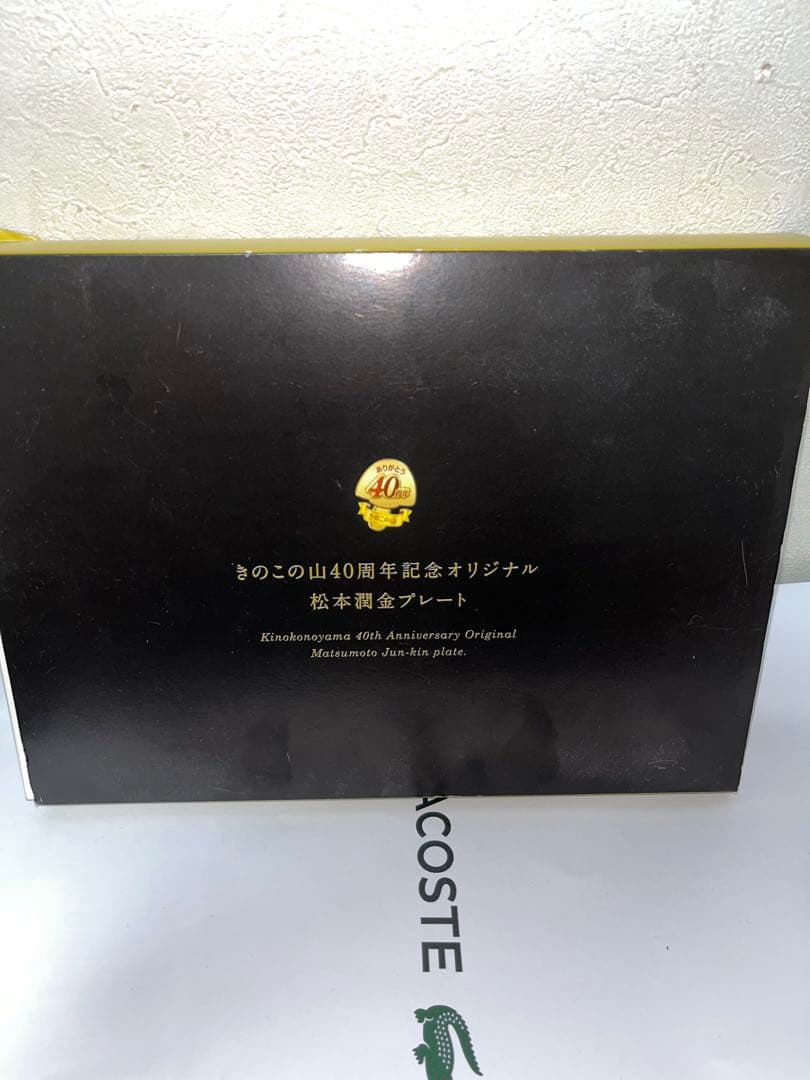 ありがとう
40周年
きのこの山
きのこの山40周年記念オリジナル
松本潤金プレート
Kinokonoyama 40th Anniversary Original
Matsumoto Jun-kin plate.
ACOSTE